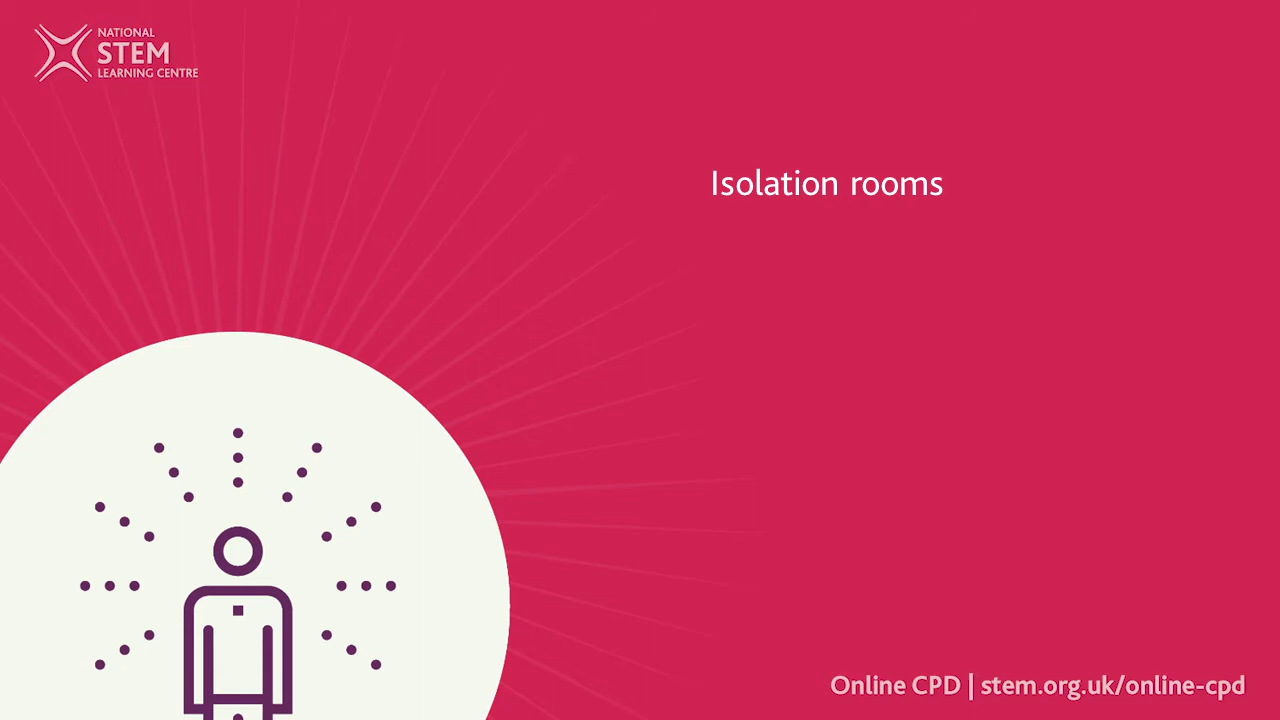 NATIONAL
STEM
LEARNING CENTRE
Isolation rooms
Online CPD | stem.org.uk/online-cpd